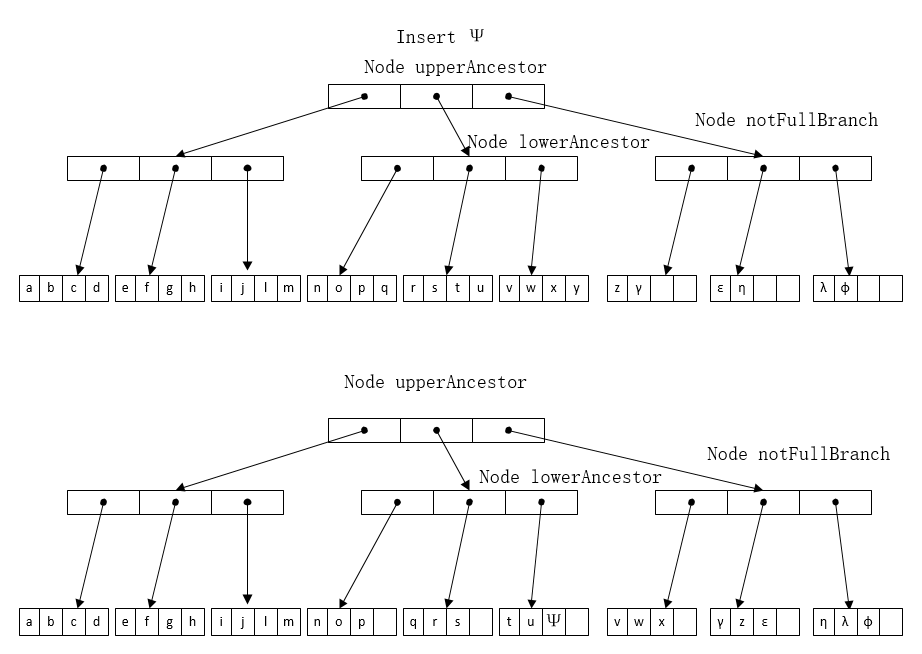 Insert Ψ
Node upperAncestor
Node notFullBranch
Node lowerAncestor
a b c d e f g h i j l m n o p q r s t u v w x y z γ ε η λ ϕ
Node upperAncestor
Node notFullBranch
Node lowerAncestor
a b c d e f g h i j l m n o p q r s t u Ψ v w x γ z ε η λ ϕ